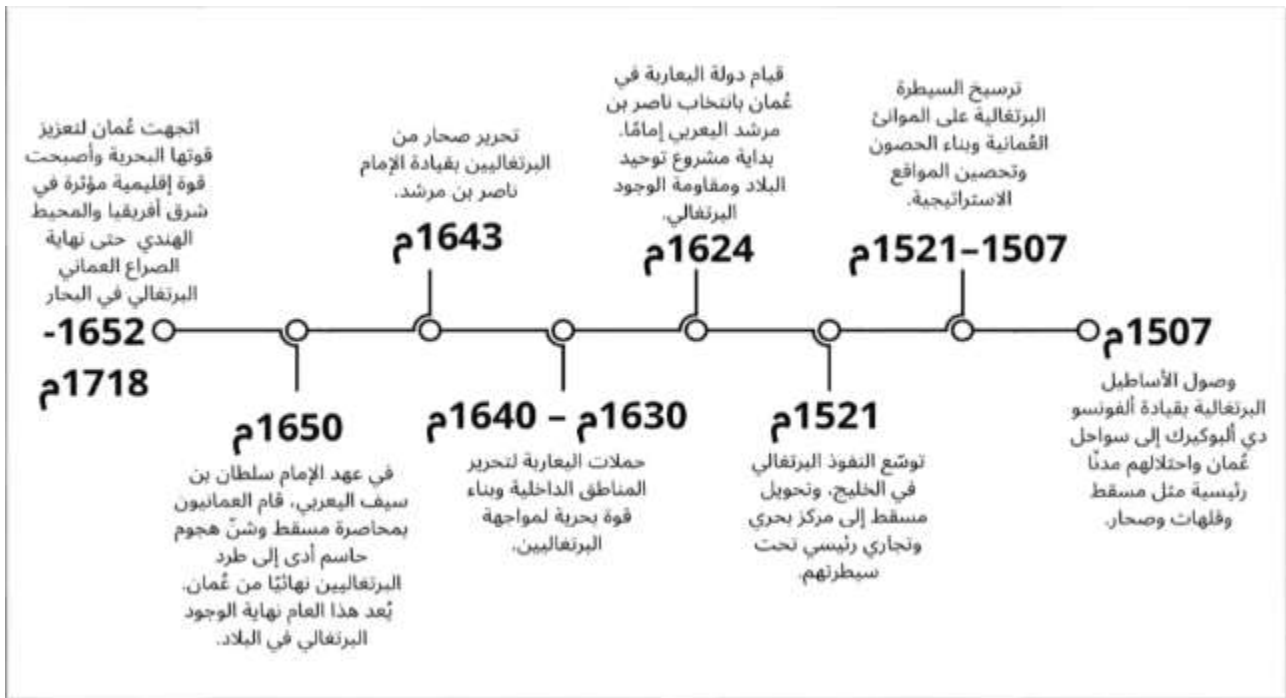 1507م
وصول الأساطيل
البرتغالية بقيادة ألفونسو
دي ألبوكيرك إلى سواحل
عُمان واحتلالهم مدنًا
رئيسية مثل مسقط
وقلهات وصحار.
ترسيخ السيطرة
البرتغالية على الموانئ
العُمانية وبناء الحصون
وتحصين المواقع
الاستراتيجية.
1507–1521م
1521م
توسّع النفوذ البرتغالي
في الخليج، وتحويل
مسقط إلى مركز بحري
وتجاري رئيسي تحت
سيطرتهم.
قيام دولة اليعاربة في
عُمان بانتخاب ناصر بن
مرشد اليعربي إمامًا.
بداية مشروع توحيد
البلاد ومقاومة الوجود
البرتغالي.
1624م
1630م – 1640م
حملات اليعاربة لتحرير
المناطق الداخلية وبناء
قوة بحرية لمواجهة
البرتغاليين.
تحرير صحار من
البرتغاليين بقيادة الإمام
ناصر بن مرشد.
1643م
1650م
في عهد الإمام سلطان بن
سيف اليعربي، قام العمانيون
بمحاصرة مسقط وشنّ هجوم
حاسم أدى إلى طرد
البرتغاليين نهائيًا من عُمان.
يُعد هذا العام نهاية الوجود
البرتغالي في البلاد.
اتجهت عُمان لتعزيز
قوتها البحرية وأصبحت
قوة إقليمية مؤثرة في
شرق أفريقيا والمحيط
الهندي حتى نهاية
الصراع العماني
البرتغالي في البحار
1652-
1718م